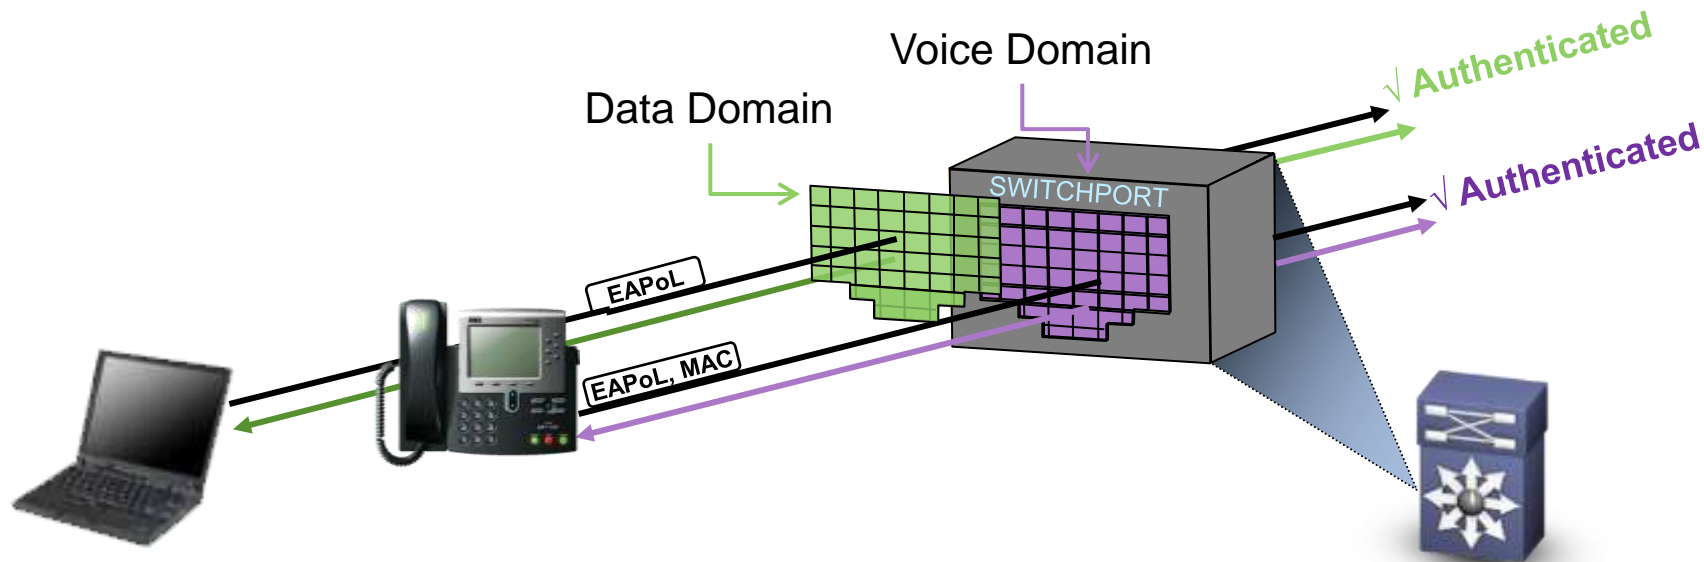 Voice Domain
Data Domain
√ Authenticated
√ Authenticated
SWITCHPORT
EAPoL
EAPoL, MAC